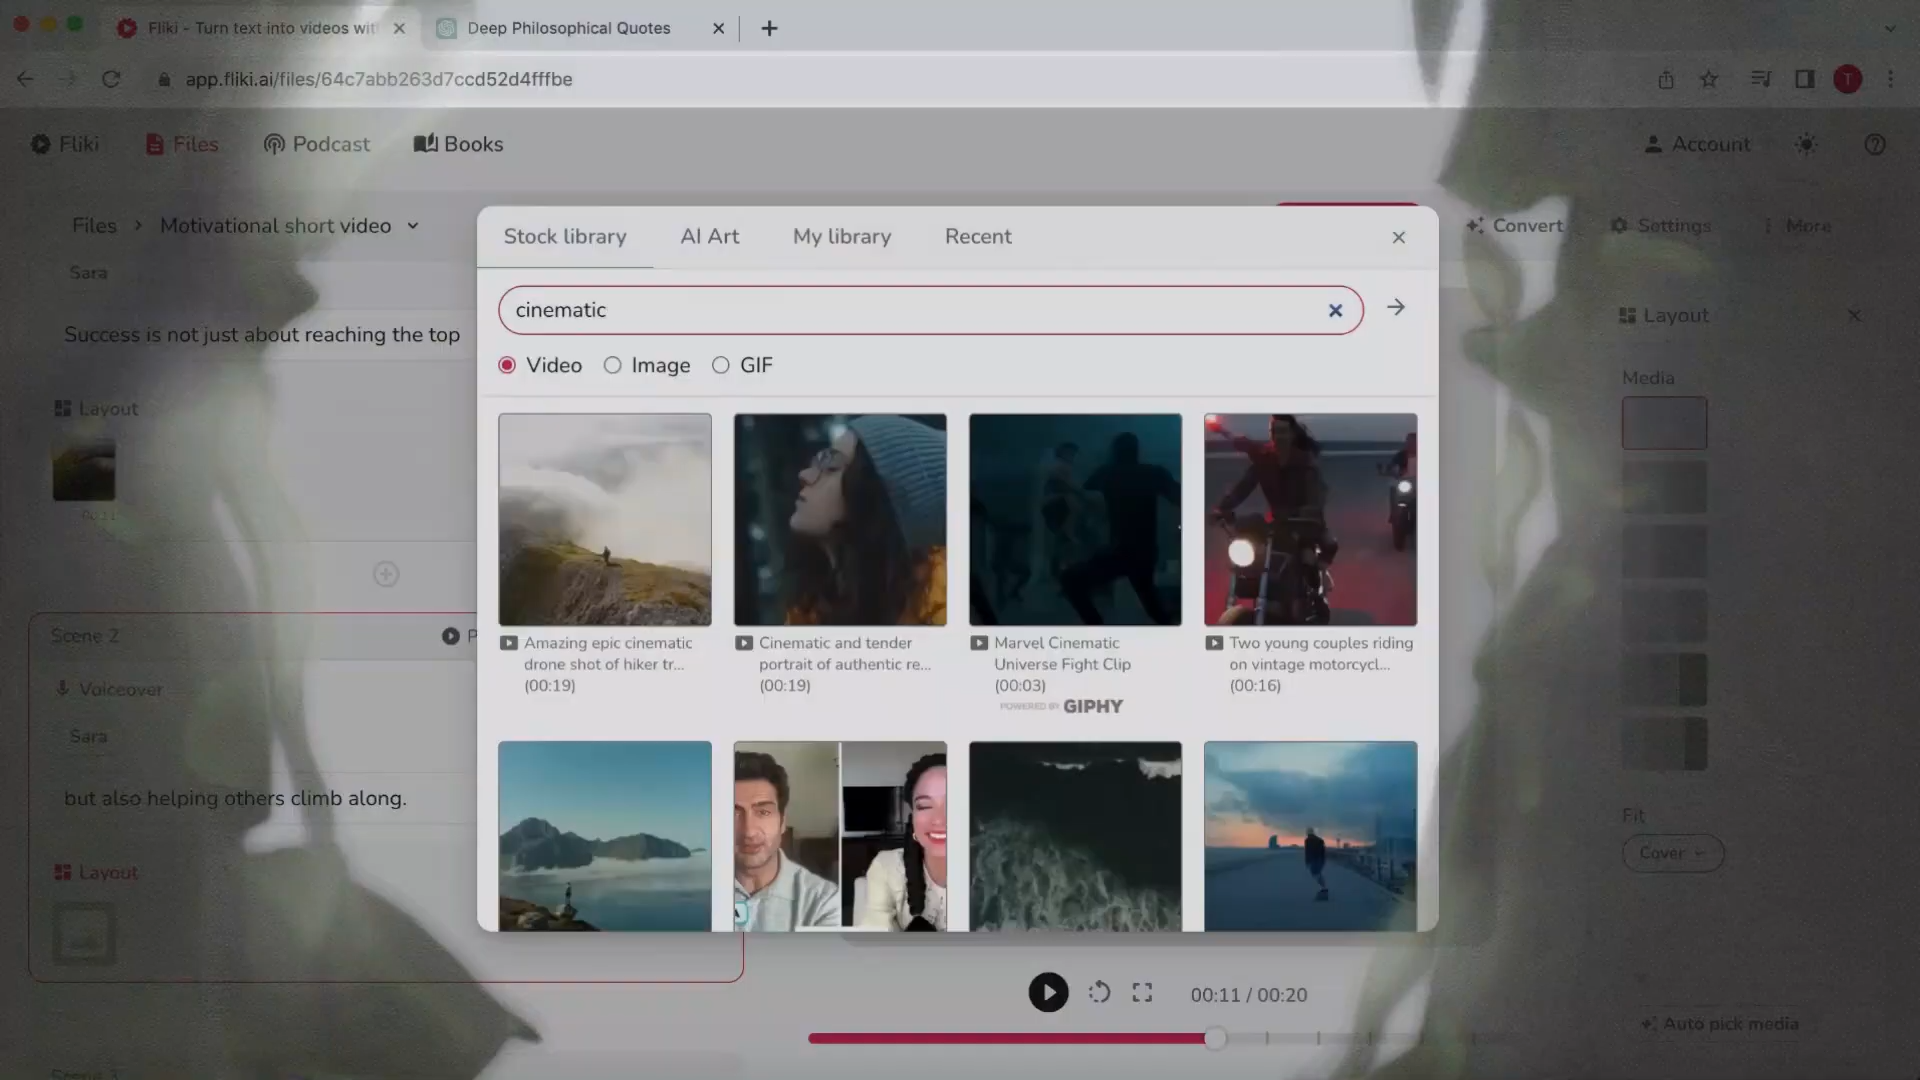 Fliki - Turn text into videos wit
Deep Philosophical Quotes
app.fliki.ai/files/64c7abb263d7ccd52d4fffbe
T
Fliki
Files
Podcast
Books
Account
Files
Motivational short video
Convert
Settings
More
Stock library
AI Art
My library
Recent
Sara
cinematic
Success is not just about reaching the top
Layout
Video
Image
GIF
Media
Layout
00:11
Amazing epic cinematic
drone shot of hiker tr...
(00:19)
Cinematic and tender
portrait of authentic re...
(00:19)
Marvel Cinematic
Universe Fight Clip
(00:03)
POWERED BY GIPHY
Two young couples riding
on vintage motorcycl...
(00:16)
Scene 2
P
Voiceover
Sara
but also helping others climb along.
Layout
Fit
Cover
00:11 / 00:20
Auto pick media
Scene 3